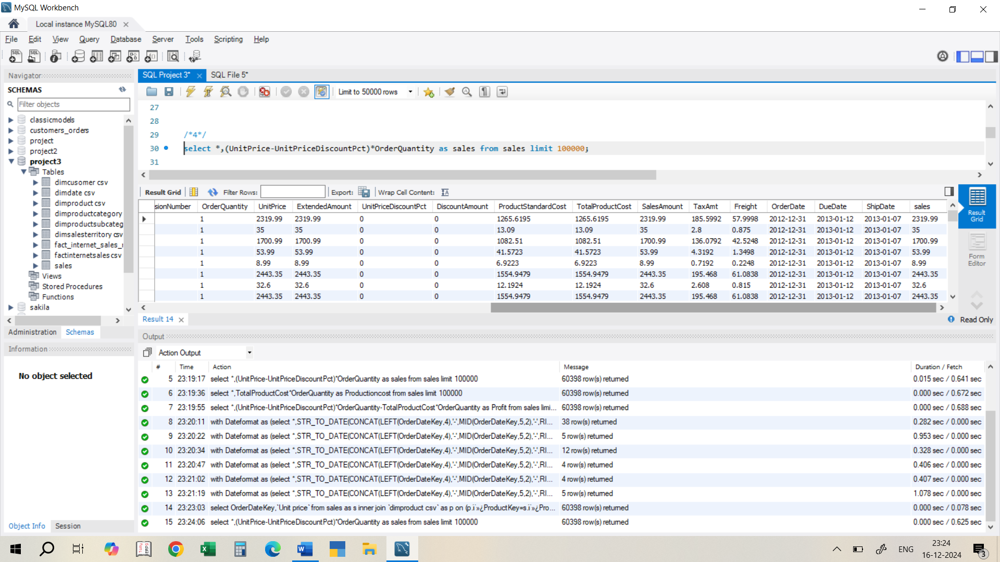 MySQL Workbench
Local instance MySQL80
File Edit View Query Database Server Tools Scripting Help
Navigator
SCHEMAS
Filter objects
classicmodels
customers_orders
project
project2
project3
Tables
dimcusomer csv
dimdate csv
dimproduct csv
dimproductcategory
dimproductsubcateg
dimsalesterritory csv
fact_internet_sales_
factinternetsales csv
sales
Views
Stored Procedures
Functions
sakila
Administration Schemas
Information
No object selected
Object Info Session
SQL Project 3* SQL File 5*
Limit to 50000 rows
27
28
29 /*4*/
30 select *,(UnitPrice-UnitPriceDiscountPct)*OrderQuantity as sales from sales limit 100000;
31
Result Grid Filter Rows: Export: Wrap Cell Content:
sionNumber OrderQuantity UnitPrice ExtendedAmount UnitPriceDiscountPct DiscountAmount ProductStandardCost TotalProductCost SalesAmount TaxAmt Freight OrderDate DueDate ShipDate sales
1 2319.99 2319.99 0 0 1265.6195 1265.6195 2319.99 185.5992 57.9998 2012-12-31 2013-01-12 2013-01-07 2319.99
1 35 35 0 0 13.09 13.09 35 2.8 0.875 2012-12-31 2013-01-12 2013-01-07 35
1 1700.99 1700.99 0 0 1082.51 1082.51 1700.99 136.0792 42.5248 2012-12-31 2013-01-12 2013-01-07 1700.99
1 53.99 53.99 0 0 41.5723 41.5723 53.99 4.3192 1.3498 2012-12-31 2013-01-12 2013-01-07 53.99
1 8.99 8.99 0 0 6.9223 6.9223 8.99 0.7192 0.2248 2012-12-31 2013-01-12 2013-01-07 8.99
1 2443.35 2443.35 0 0 1554.9479 1554.9479 2443.35 195.468 61.0838 2012-12-31 2013-01-12 2013-01-07 2443.35
1 32.6 32.6 0 0 12.1924 12.1924 32.6 2.608 0.815 2012-12-31 2013-01-12 2013-01-07 32.6
1 2443.35 2443.35 0 0 1554.9479 1554.9479 2443.35 195.468 61.0838 2012-12-31 2013-01-12 2013-01-07 2443.35
Result Grid
Form Editor
Result 14
Read Only
Output
Action Output
# Time Action Message Duration / Fetch
5 23:19:17 select *,(UnitPrice-UnitPriceDiscountPct)*OrderQuantity as sales from sales limit 100000 60398 row(s) returned 0.015 sec / 0.641 sec
6 23:19:36 select *,TotalProductCost*OrderQuantity as Productioncost from sales limit 100000 60398 row(s) returned 0.000 sec / 0.672 sec
7 23:19:55 select *,(UnitPrice-UnitPriceDiscountPct)*OrderQuantity-TotalProductCost*OrderQuantity as Profit from sales limi... 60398 row(s) returned 0.000 sec / 0.688 sec
8 23:20:11 with Dateformat as (select *,STR_TO_DATE(CONCAT(LEFT(OrderDateKey,4),'-',MID(OrderDateKey,5,2),'-',RI... 38 row(s) returned 0.282 sec / 0.000 sec
9 23:20:22 with Dateformat as (select *,STR_TO_DATE(CONCAT(LEFT(OrderDateKey,4),'-',MID(OrderDateKey,5,2),'-',RI... 5 row(s) returned 0.953 sec / 0.000 sec
10 23:20:34 with Dateformat as (select *,STR_TO_DATE(CONCAT(LEFT(OrderDateKey,4),'-',MID(OrderDateKey,5,2),'-',RI... 12 row(s) returned 0.328 sec / 0.000 sec
11 23:20:47 with Dateformat as (select *,STR_TO_DATE(CONCAT(LEFT(OrderDateKey,4),'-',MID(OrderDateKey,5,2),'-',RI... 4 row(s) returned 0.406 sec / 0.000 sec
12 23:21:02 with Dateformat as (select *,STR_TO_DATE(CONCAT(LEFT(OrderDateKey,4),'-',MID(OrderDateKey,5,2),'-',RI... 4 row(s) returned 0.407 sec / 0.000 sec
13 23:21:19 with Dateformat as (select *,STR_TO_DATE(CONCAT(LEFT(OrderDateKey,4),'-',MID(OrderDateKey,5,2),'-',RI... 5 row(s) returned 1.078 sec / 0.000 sec
14 23:23:03 select OrderDateKey,`Unit price` from sales as s inner join `dimproduct csv` as p on (p.ï»¿ProductKey=s.ï»¿Pro... 60398 row(s) returned 0.000 sec / 0.078 sec
15 23:24:06 select *,(UnitPrice-UnitPriceDiscountPct)*OrderQuantity as sales from sales limit 100000 60398 row(s) returned 0.000 sec / 0.625 sec
ENG
23:24
16-12-2024
3